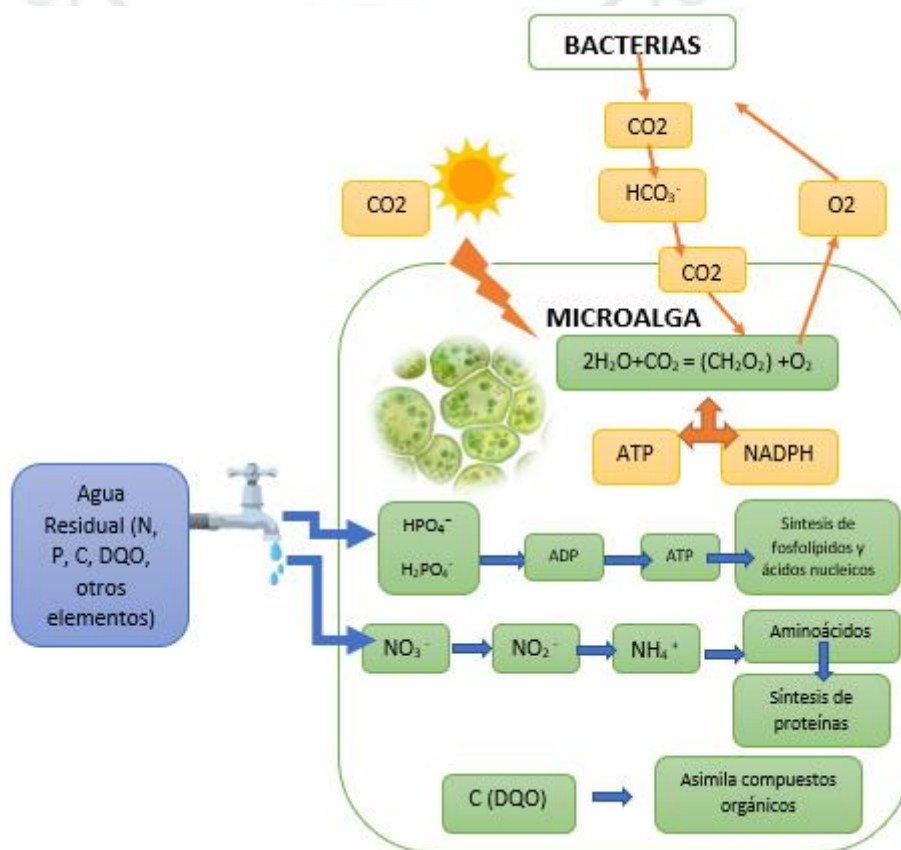 BACTERIAS
CO2
HCO₃⁻
CO2
O2
CO2
MICROALGA
2H₂O+CO₂ = (CH₂O₂) +O₂
ATP
NADPH
Agua
Residual (N,
P, C, DQO,
otros
elementos)
HPO₄⁻
H₂PO₄⁻
ADP
ATP
Síntesis de
fosfolípidos y
ácidos nucleicos
NO₃⁻
NO₂⁻
NH₄⁺
Aminoácidos
Síntesis de
proteínas
C (DQO)
Asimila compuestos
orgánicos